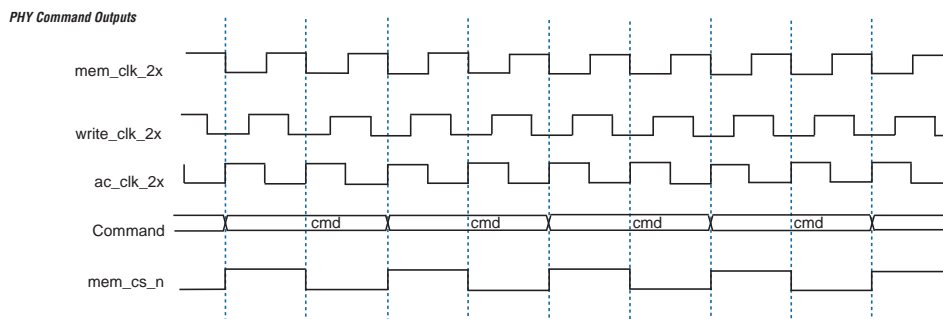 PHY Command Outputs
mem_clk_2x
write_clk_2x
ac_clk_2x
Command cmd cmd cmd cmd
mem_cs_n